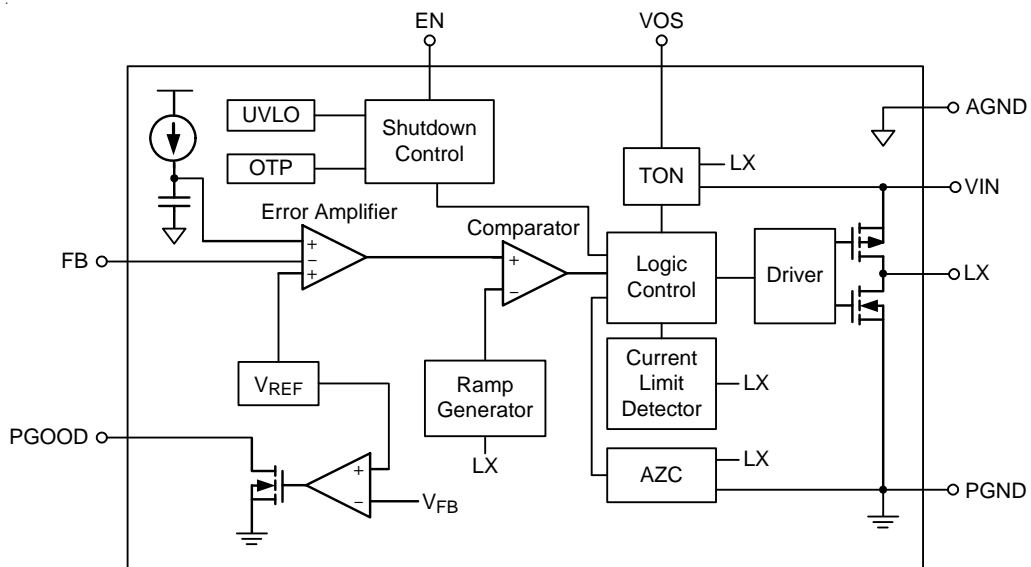 EN
VOS
UVLO
OTP
Shutdown
Control
AGND
TON
LX
VIN
Error Amplifier
+
−
+
FB
Comparator
+
−
Logic
Control
Driver
LX
VREF
Ramp
Generator
LX
Current
Limit
Detector
LX
PGOOD
+
−
VFB
AZC
LX
PGND